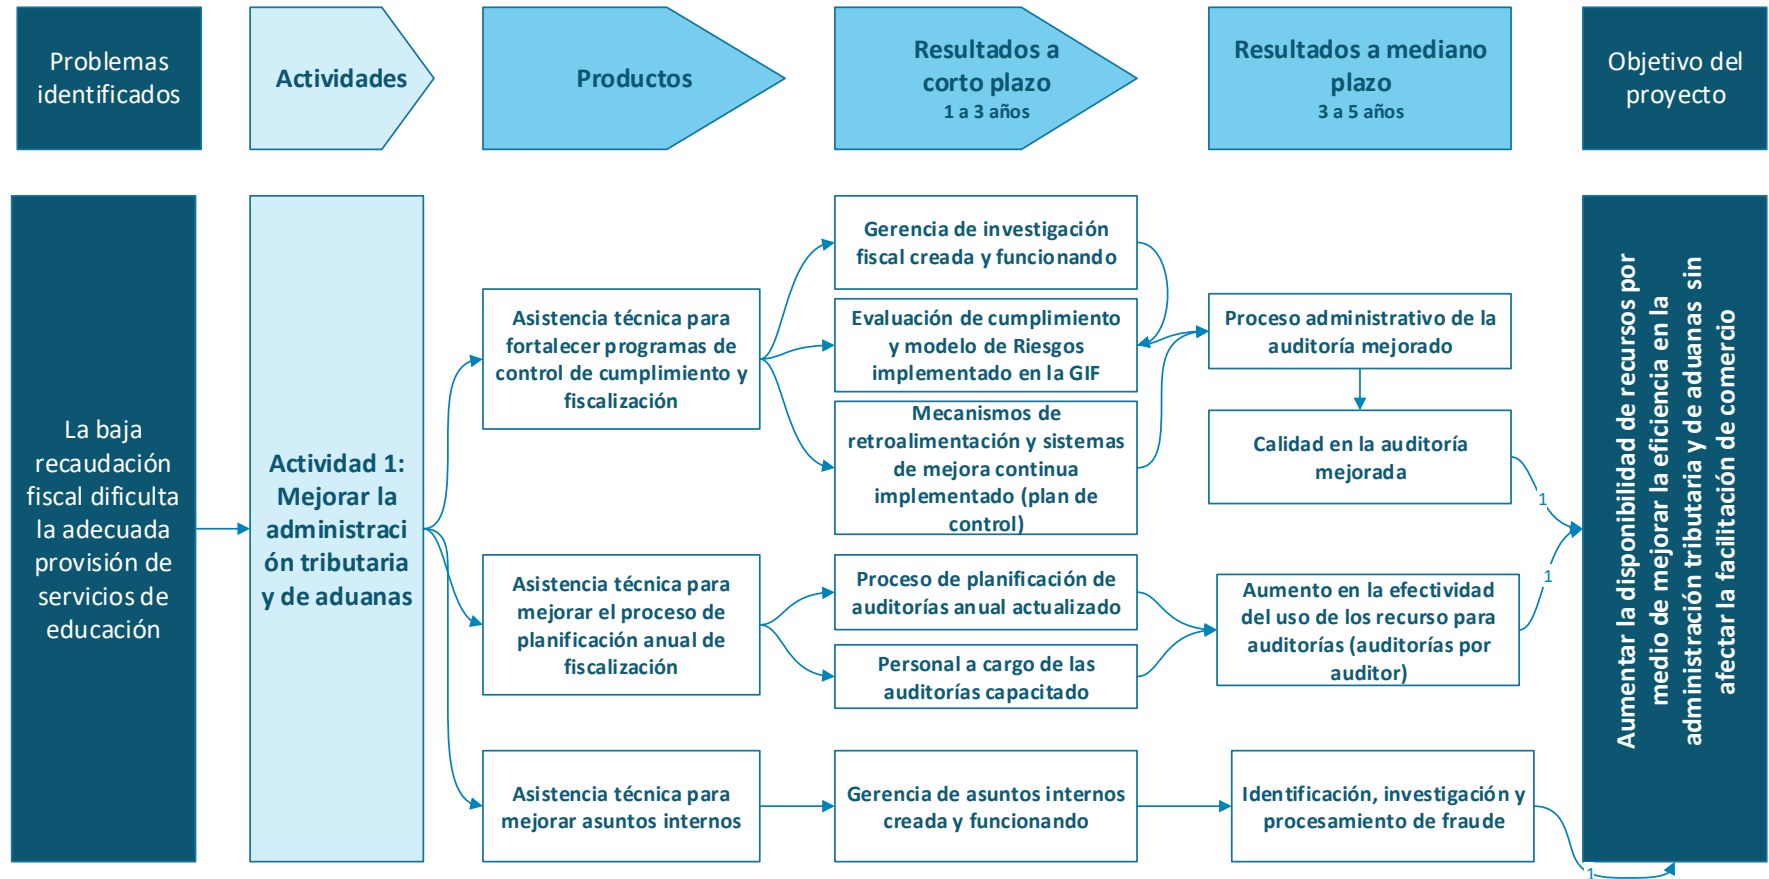 Problemas
identificados
Actividades
Productos
Resultados a
corto plazo
1 a 3 años
Resultados a mediano
plazo
3 a 5 años
Objetivo del
proyecto
La baja
recaudación
fiscal dificulta
la adecuada
provisión de
servicios de
educación
Actividad 1:
Mejorar la
administraci
ón tributaria
y de aduanas
Asistencia técnica para
fortalecer programas de
control de cumplimiento y
fiscalización
Asistencia técnica para
mejorar el proceso de
planificación anual de
fiscalización
Asistencia técnica para
mejorar asuntos internos
Gerencia de investigación
fiscal creada y funcionando
Evaluación de cumplimiento
y modelo de Riesgos
implementado en la GIF
Mecanismos de
retroalimentación y sistemas
de mejora continua
implementado (plan de
control)
Proceso de planificación de
auditorías anual actualizado
Personal a cargo de las
auditorías capacitado
Gerencia de asuntos internos
creada y funcionando
Proceso administrativo de la
auditoría mejorado
Calidad en la auditoría
mejorada
Aumento en la efectividad
del uso de los recurso para
auditorías (auditorías por
auditor)
Identificación, investigación y
procesamiento de fraude
1
1
1
Aumentar la disponibilidad de recursos por
medio de mejorar la eficiencia en la
administración tributaria y de aduanas sin
afectar la facilitación de comercio